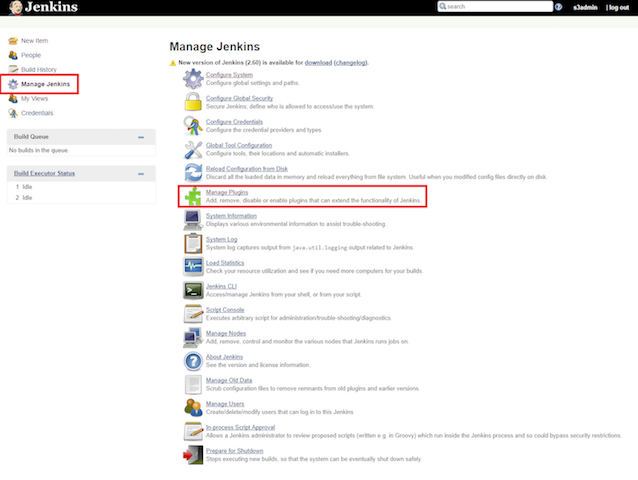 Jenkins
search
s3admin | log out
New Item
People
Build History
Manage Jenkins
My Views
Credentials
Build Queue
No builds in the queue.
Build Executor Status
1 Idle
2 Idle
Manage Jenkins
New version of Jenkins (2.60) is available for download (changelog).
Configure System
Configure global settings and paths.
Configure Global Security
Secure Jenkins; define who is allowed to access/use the system.
Configure Credentials
Configure the credential providers and types
Global Tool Configuration
Configure tools, their locations and automatic installers.
Reload Configuration from Disk
Discard all the loaded data in memory and reload everything from file system. Useful when you modified config files directly on disk.
Manage Plugins
Add, remove, disable or enable plugins that can extend the functionality of Jenkins.
System Information
Displays various environmental information to assist trouble-shooting.
System Log
System log captures output from java.util.logging output related to Jenkins.
Load Statistics
Check your resource utilization and see if you need more computers for your builds.
Jenkins CLI
Access/manage Jenkins from your shell, or from your script.
Script Console
Executes arbitrary script for administration/trouble-shooting/diagnostics.
Manage Nodes
Add, remove, control and monitor the various nodes that Jenkins runs jobs on.
About Jenkins
See the version and license information.
Manage Old Data
Scrub configuration files to remove remnants from old plugins and earlier versions.
Manage Users
Create/delete/modify users that can log in to this Jenkins
In-process Script Approval
Allows a Jenkins administrator to review proposed scripts (written e.g. in Groovy) which run inside the Jenkins process and so could bypass security restrictions.
Prepare for Shutdown
Stops executing new builds, so that the system can be eventually shut down safely.